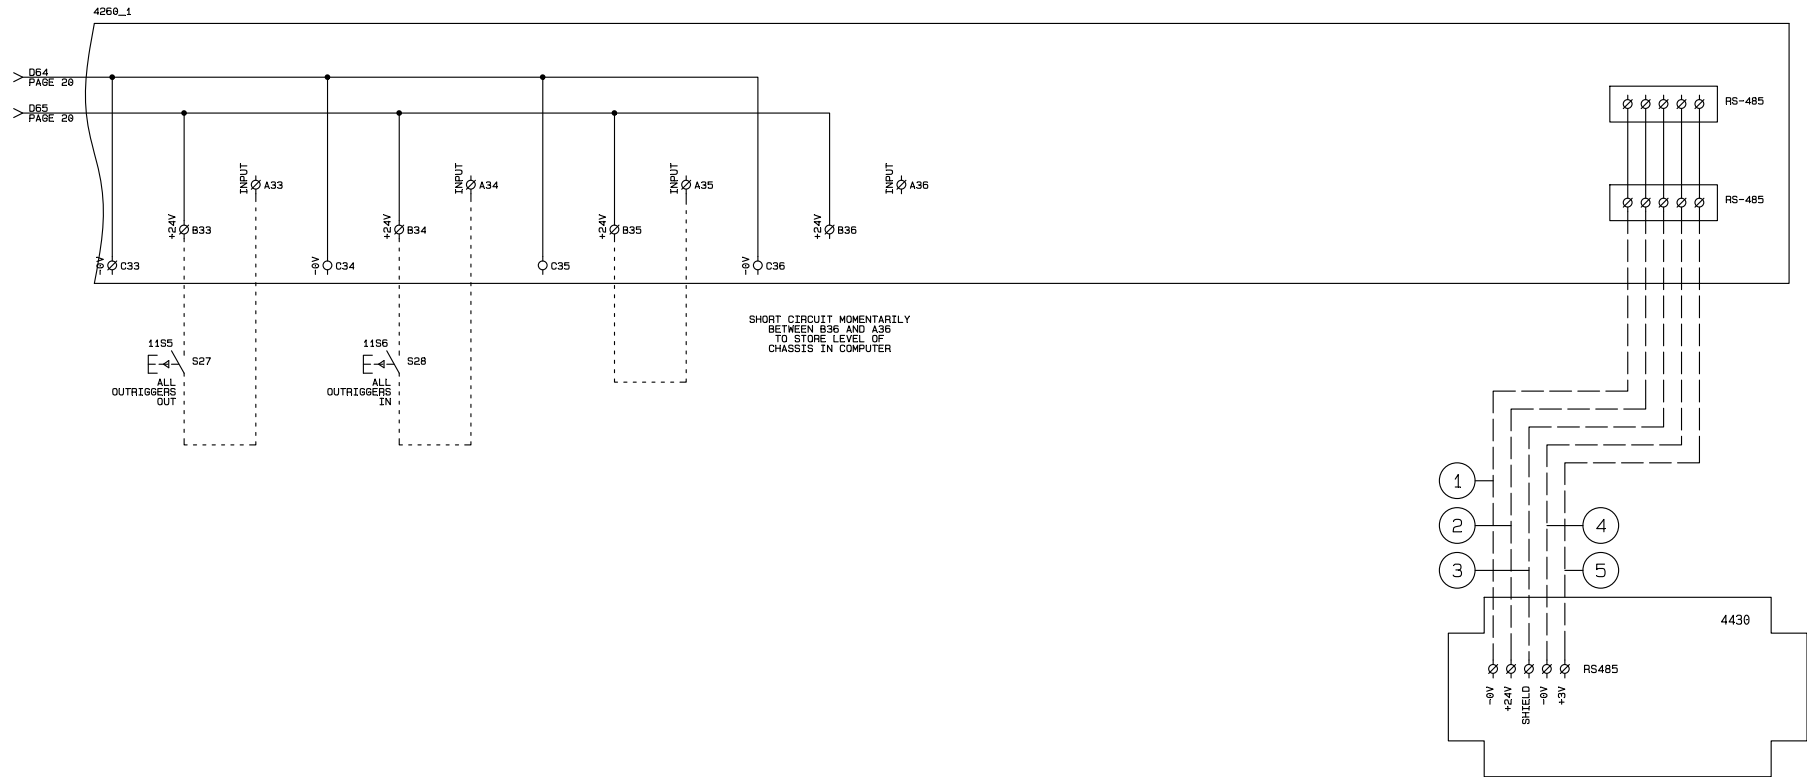 4260_1
D64
PAGE 20
D65
PAGE 20
RS-485
INPUT
A33
INPUT
A34
INPUT
A35
INPUT
A36
RS-485
+24V
B33
+24V
B34
+24V
B35
+24V
B36
-0V
C33
-0V
C34
C35
-0V
C36
SHORT CIRCUIT MOMENTARILY
BETWEEN B36 AND A36
TO STORE LEVEL OF
CHASSIS IN COMPUTER
11S5
S27
ALL
OUTRIGGERS
OUT
11S6
S28
ALL
OUTRIGGERS
IN
1
2
3
4
5
4430
RS485
-0V
+24V
SHIELD
-0V
+3V